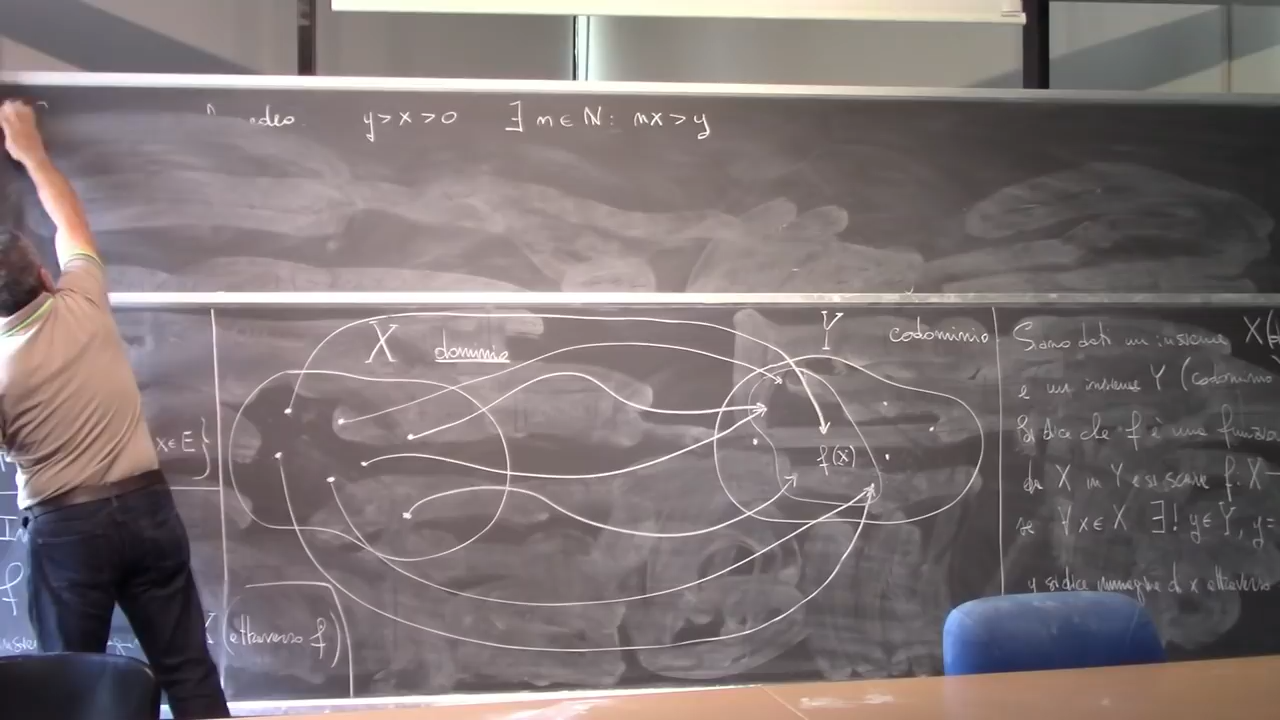 y > x > 0 ∃ n ∈ N : nx > y
X dominio
Y codominio
f(x)
x ∈ E }
(attraverso f)
Siano dati un insieme X
e un insieme Y (codominio
Si dice che f è una funzione
da X in Y e si scrive f: X
se ∀ x ∈ X ∃! y ∈ Y, y =
y si dice immagine di x attraverso